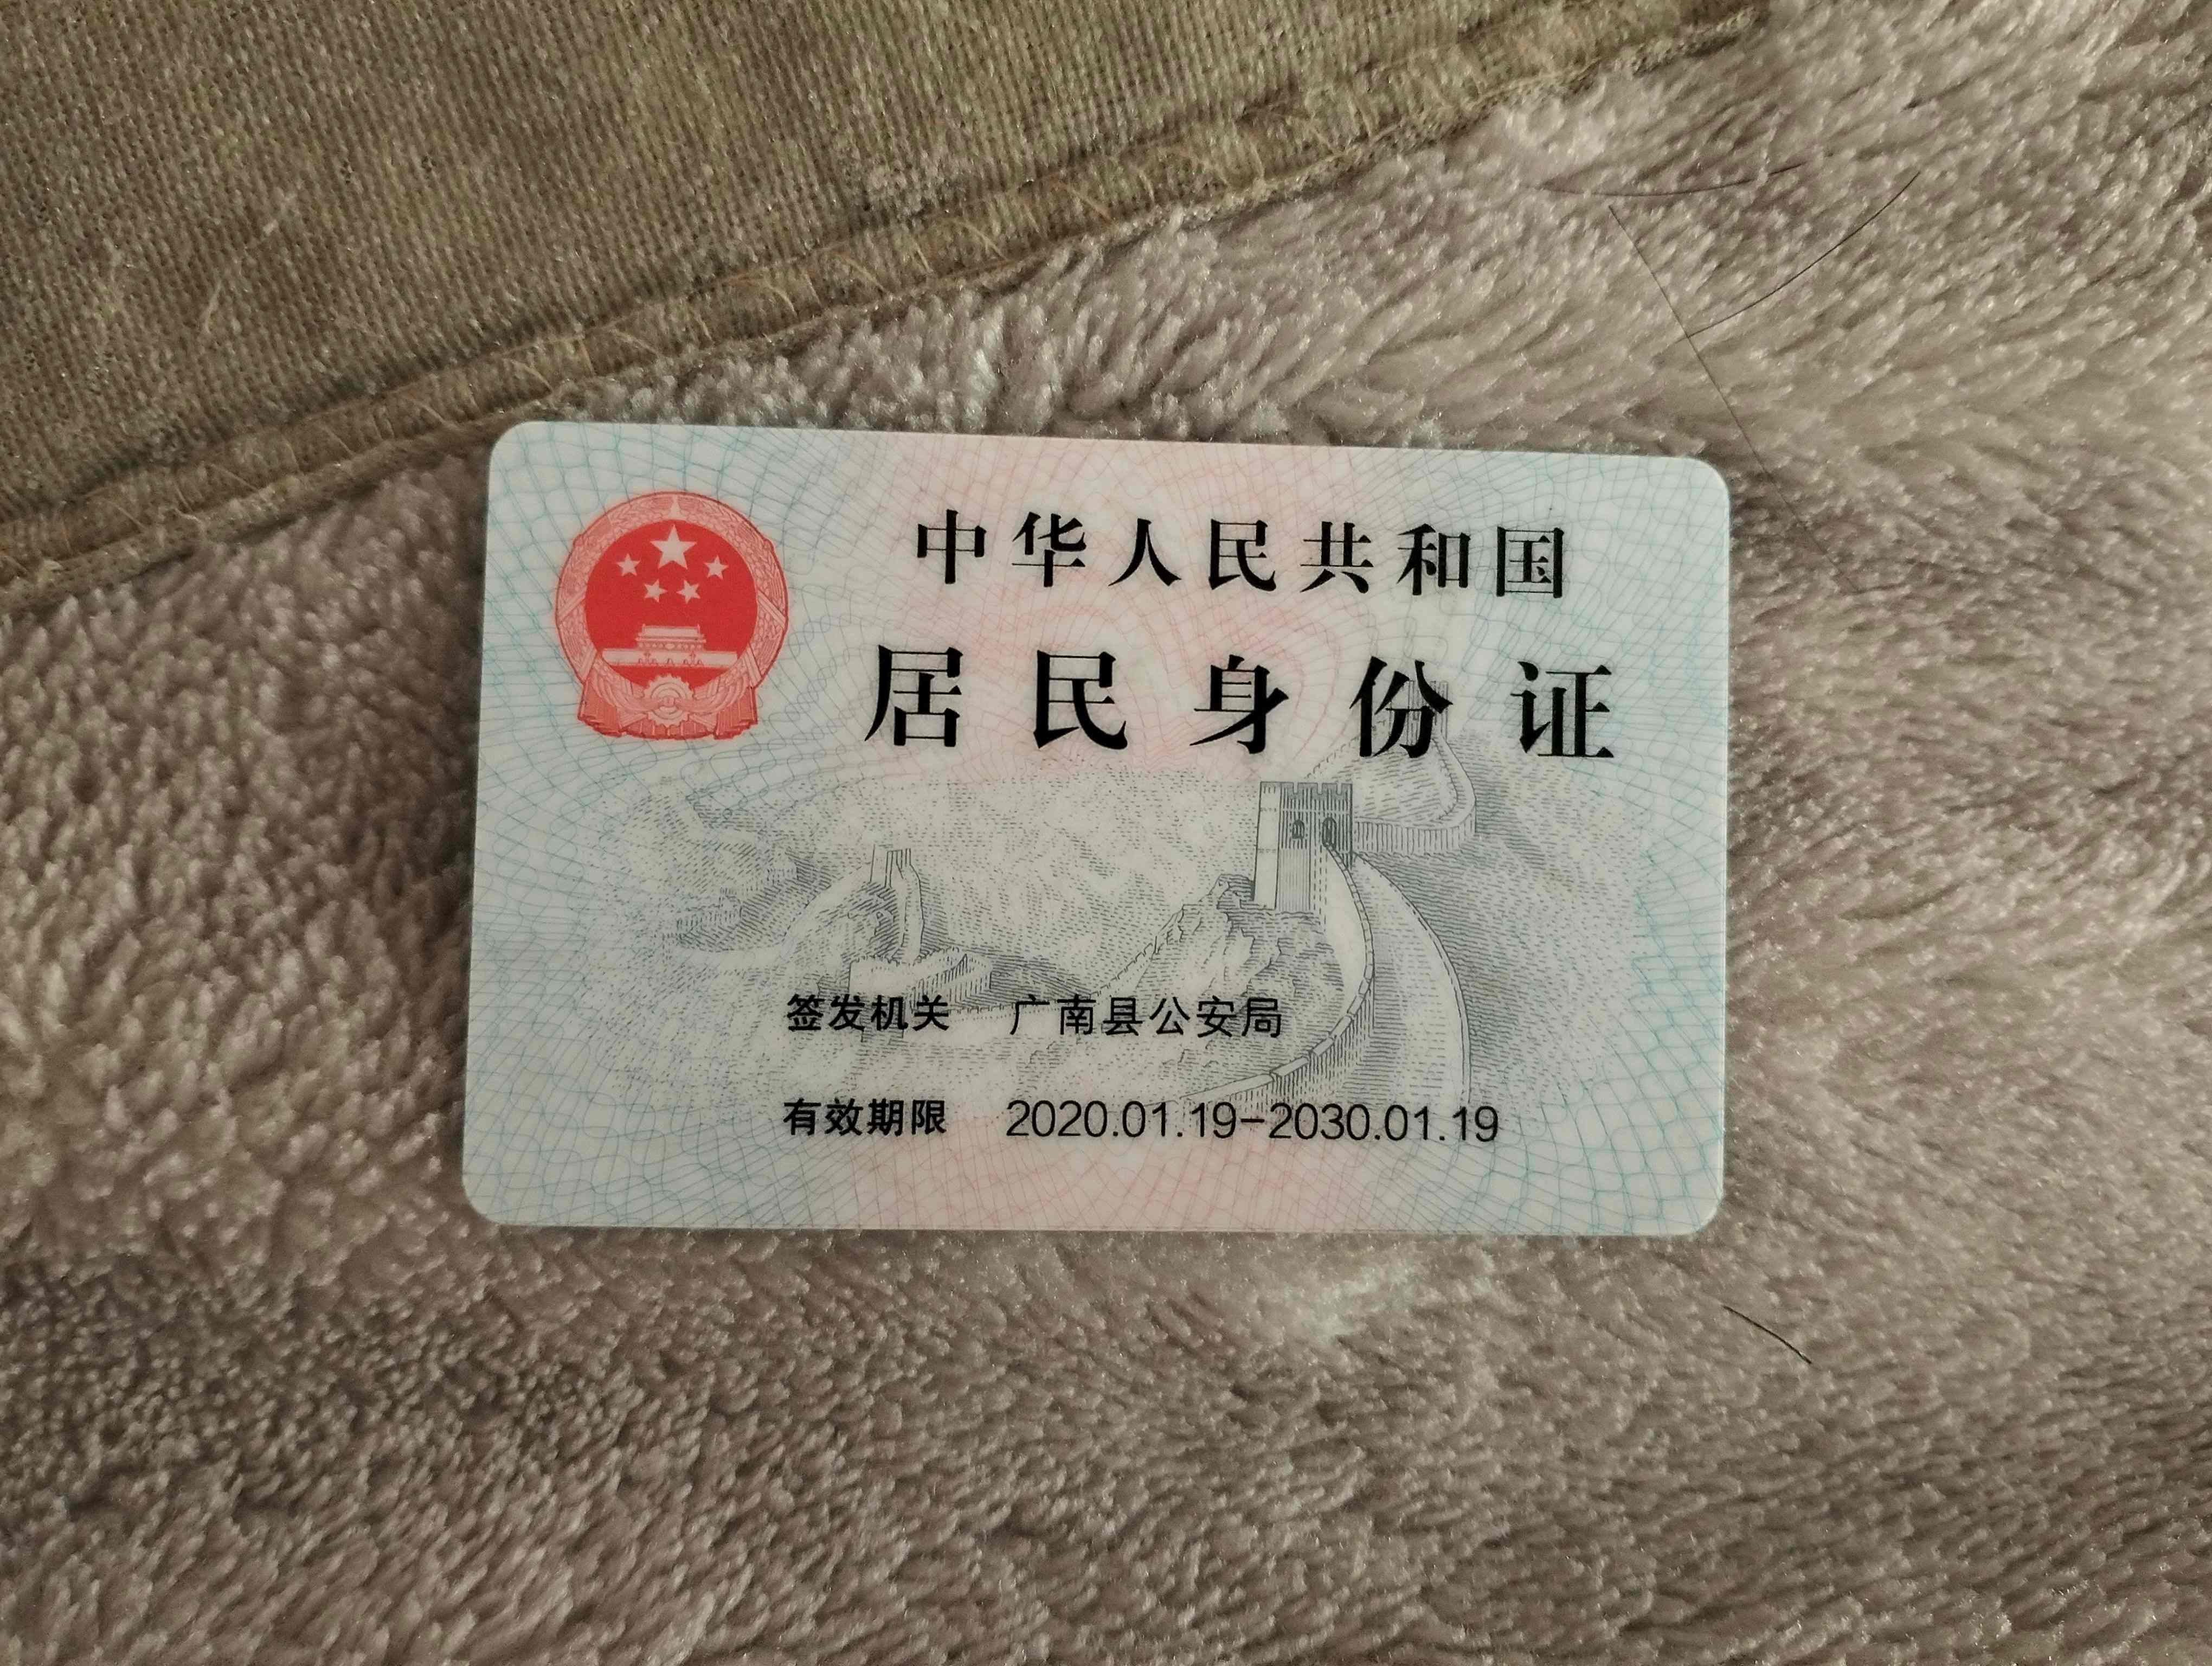 中华人民共和国
居民身份证
签发机关 广南县公安局
有效期限 2020.01.19-2030.01.19